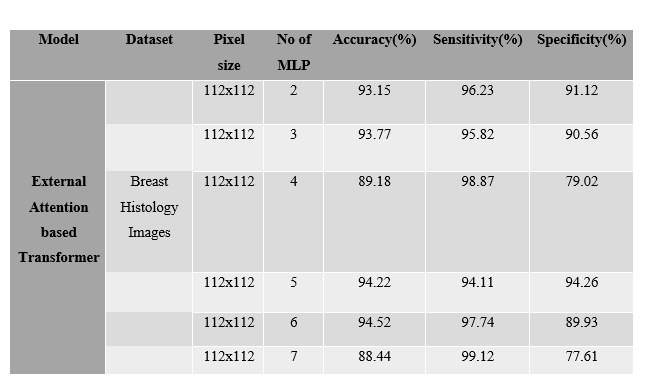 Model Dataset Pixel size No of MLP Accuracy(%) Sensitivity(%) Specificity(%)
External Attention based Transformer Breast Histology Images
112x112 2 93.15 96.23 91.12
112x112 3 93.77 95.82 90.56
112x112 4 89.18 98.87 79.02
112x112 5 94.22 94.11 94.26
112x112 6 94.52 97.74 89.93
112x112 7 88.44 99.12 77.61